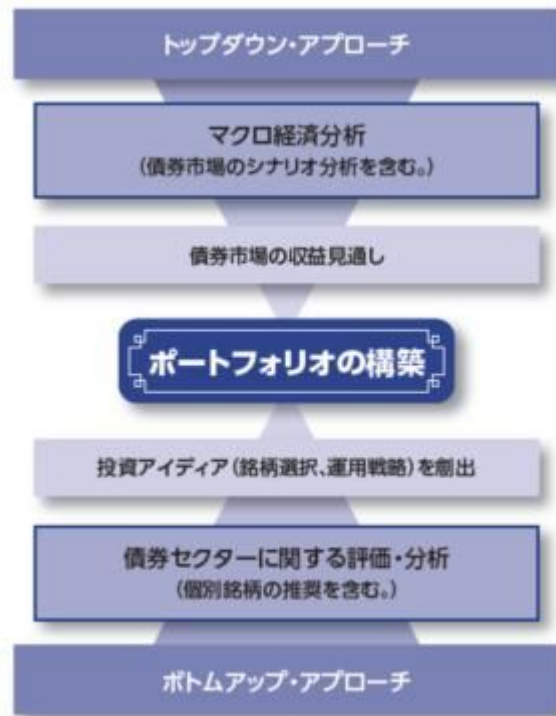 トップダウン・アプローチ
マクロ経済分析
(債券市場のシナリオ分析を含む。)
債券市場の収益見通し
ポートフォリオの構築
投資アイディア(銘柄選択、運用戦略)を創出
債券セクターに関する評価・分析
(個別銘柄の推奨を含む。)
ボトムアップ・アプローチ